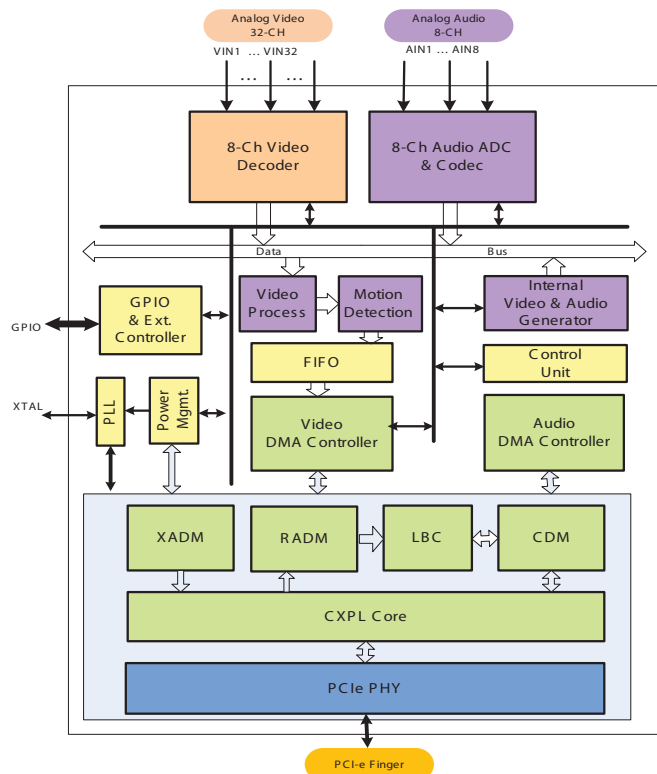 Analog Video
32-CH
Analog Audio
8-CH
VIN1 ... VIN32
AIN1 ... AIN8
... ...
8-Ch Video
Decoder
8-Ch Audio ADC
& Codec
Data
Bus
GPIO
GPIO
& Ext.
Controller
Video
Process
Motion
Detection
Internal
Video & Audio
Generator
FIFO
Control
Unit
XTAL
PLL
Power
Mgmt.
Video
DMA Controller
Audio
DMA Controller
XADM
RADM
LBC
CDM
CXPL Core
PCIe PHY
PCI-e Finger